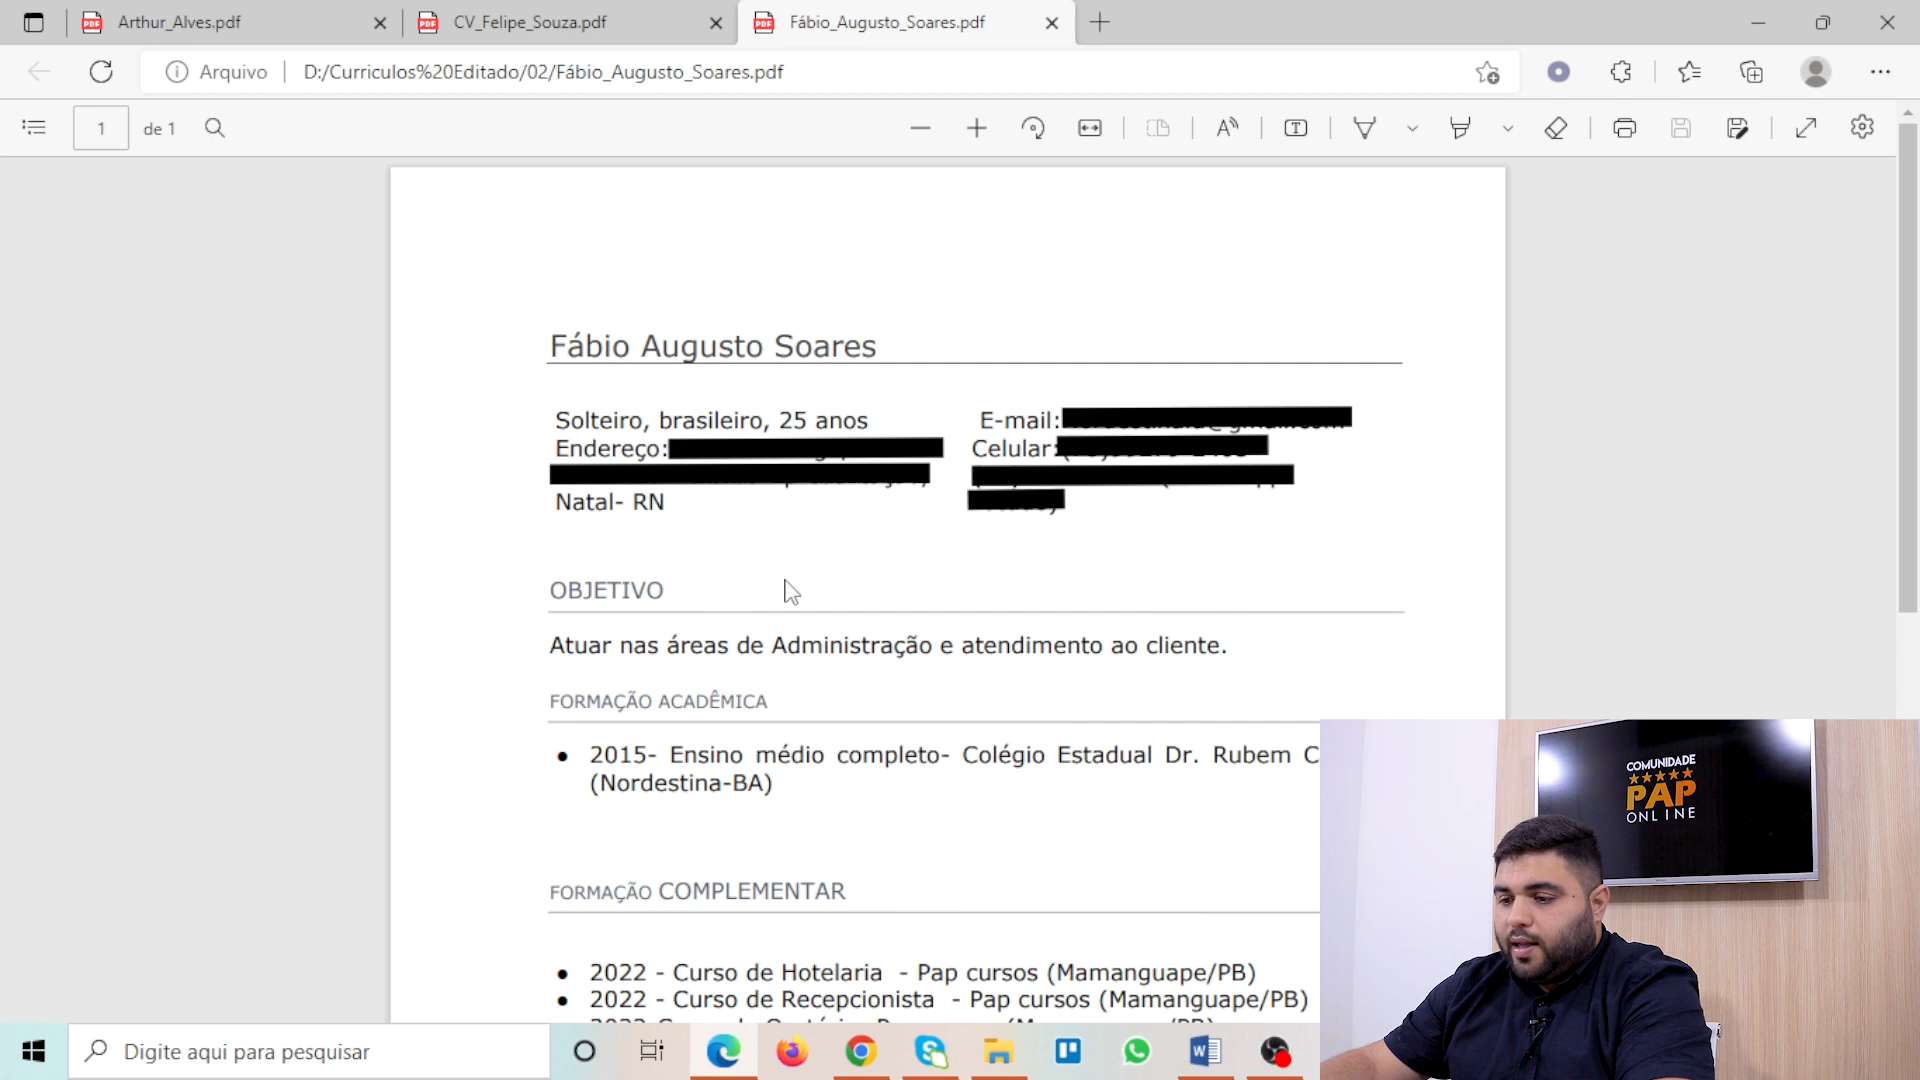 Arthur_Alves.pdf
CV_Felipe_Souza.pdf
Fábio_Augusto_Soares.pdf
Arquivo
D:/Curriculos%20Editado/02/Fábio_Augusto_Soares.pdf
1 de 1
Fábio Augusto Soares
Solteiro, brasileiro, 25 anos
E-mail:
Endereço:
Celular:
Natal- RN
OBJETIVO
Atuar nas áreas de Administração e atendimento ao cliente.
FORMAÇÃO ACADÊMICA
2015- Ensino médio completo- Colégio Estadual Dr. Rubem
(Nordestina-BA)
FORMAÇÃO COMPLEMENTAR
2022 - Curso de Hotelaria - Pap cursos (Mamanguape/PB)
2022 - Curso de Recepcionista - Pap cursos (Mamanguape/PB)
COMUNIDADE
PAP
ONLINE
Digite aqui para pesquisar